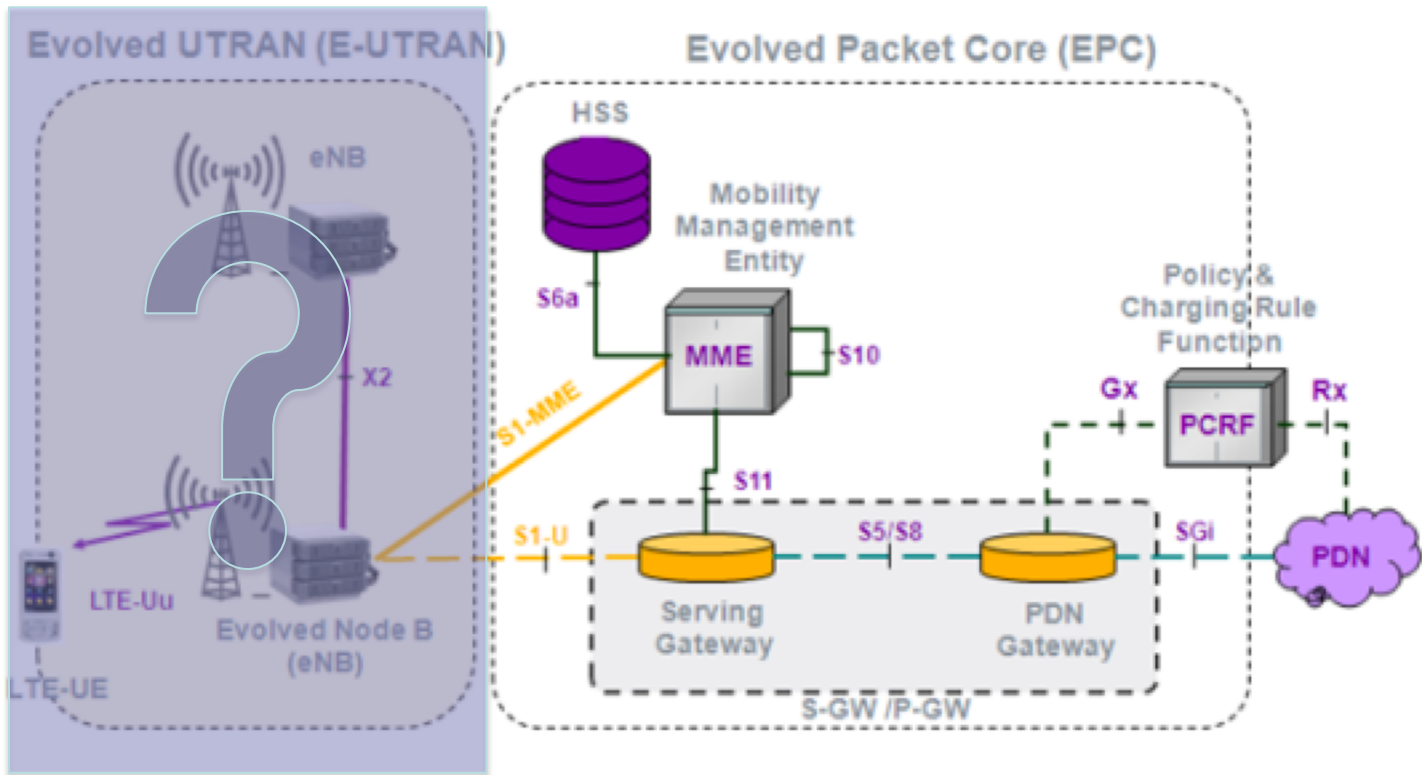 Evolved UTRAN (E-UTRAN)
Evolved Packet Core (EPC)
HSS
eNB
Mobility
Management
Entity
S6a
MME
S10
X2
S1-MME
Policy &
Charging Rule
Function
Gx
PCRF
Rx
S11
S1-U
S5/S8
SGi
PDN
LTE-Uu
Evolved Node B
(eNB)
LTE-UE
Serving
Gateway
PDN
Gateway
S-GW /P-GW
?